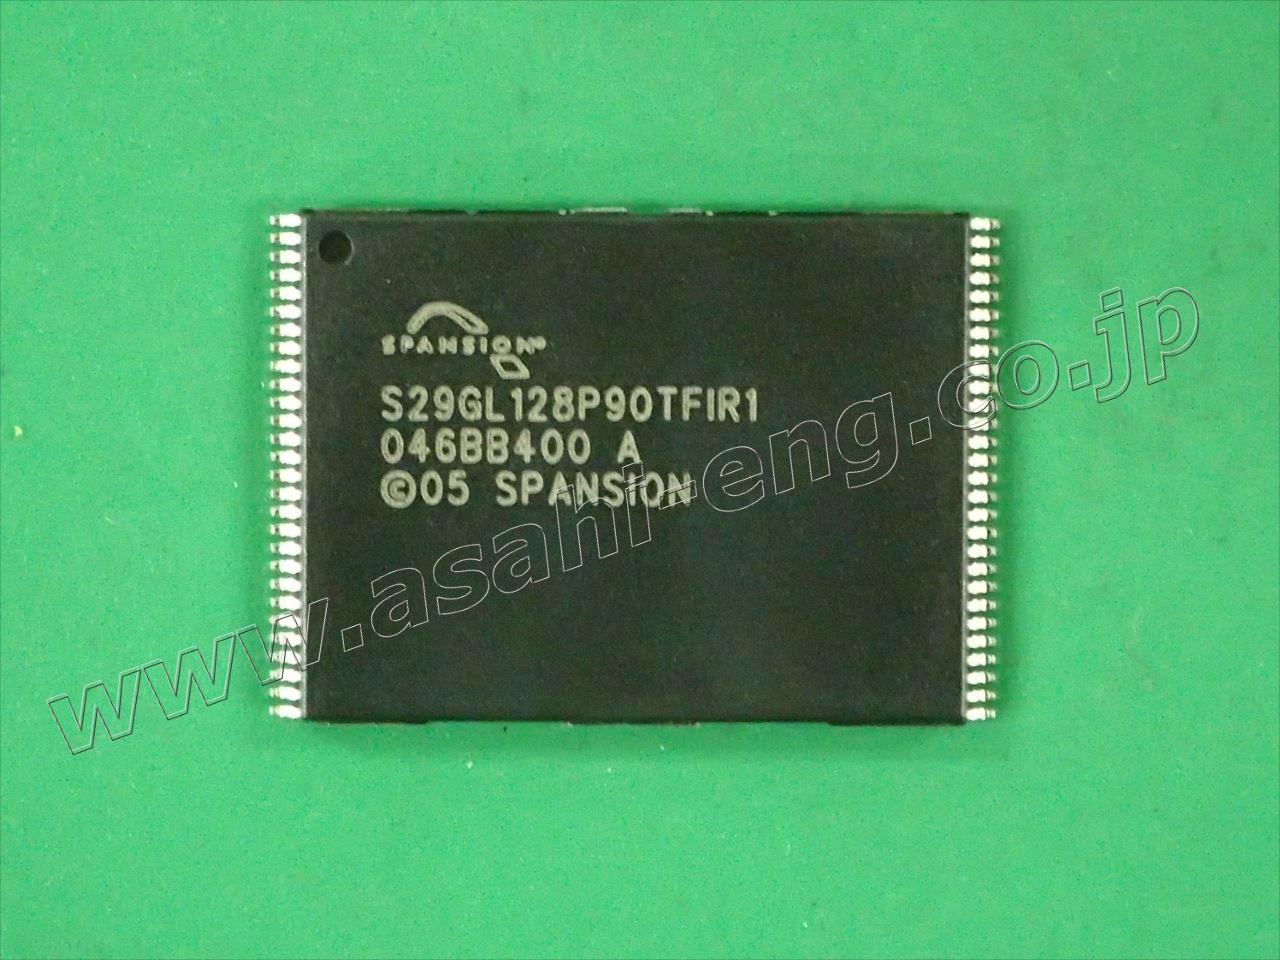 SPANSION®
S29GL128P90TFIR1
046BB400 A
©05 SPANSION
www.asahi-eng.co.jp